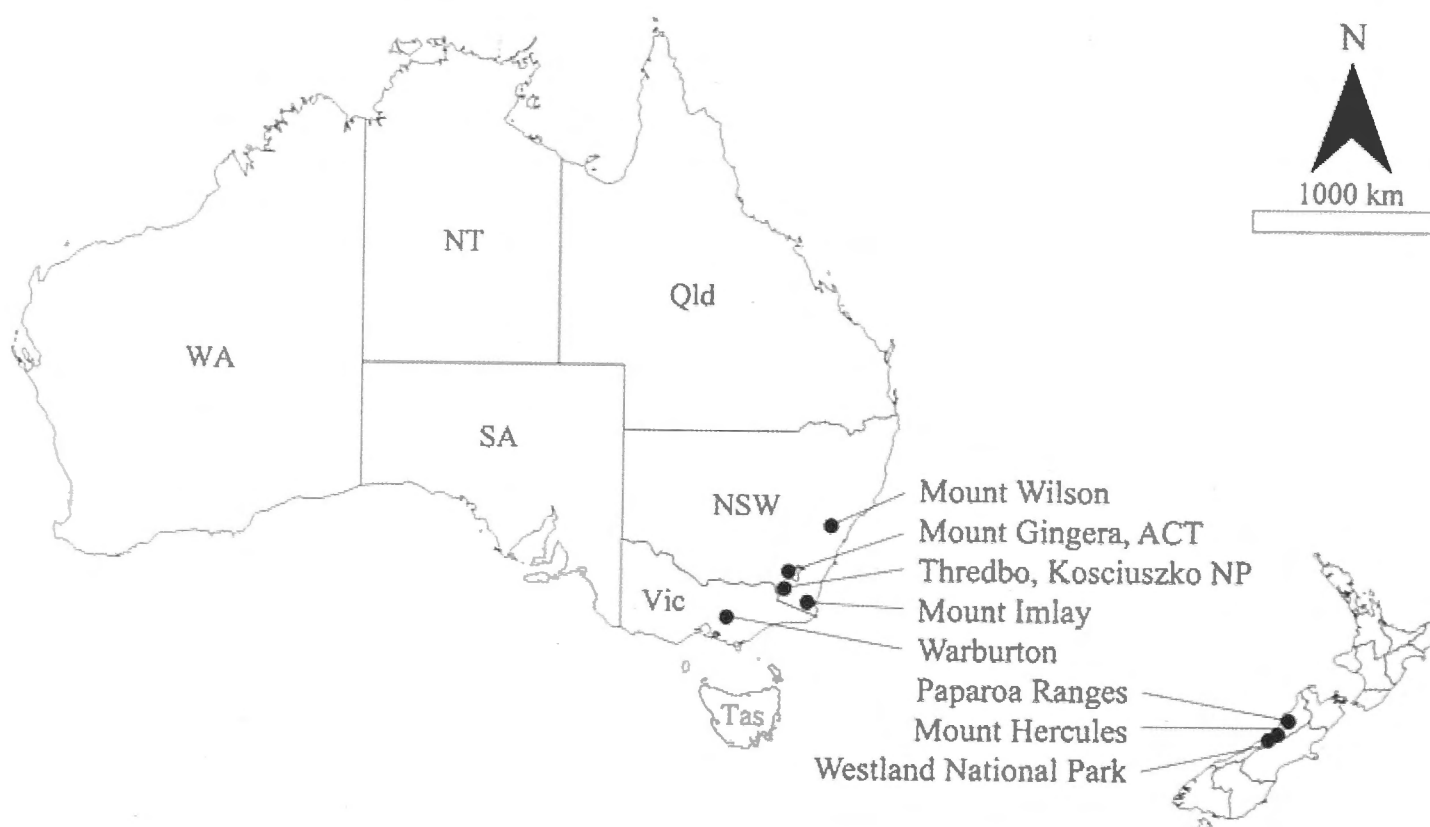 N
1000 km
NT
Qld
WA
SA
NSW
Vic
Tas
Mount Wilson
Mount Gingera, ACT
Thredbo, Kosciuszko NP
Mount Imlay
Warburton
Paparoa Ranges
Mount Hercules
Westland National Park